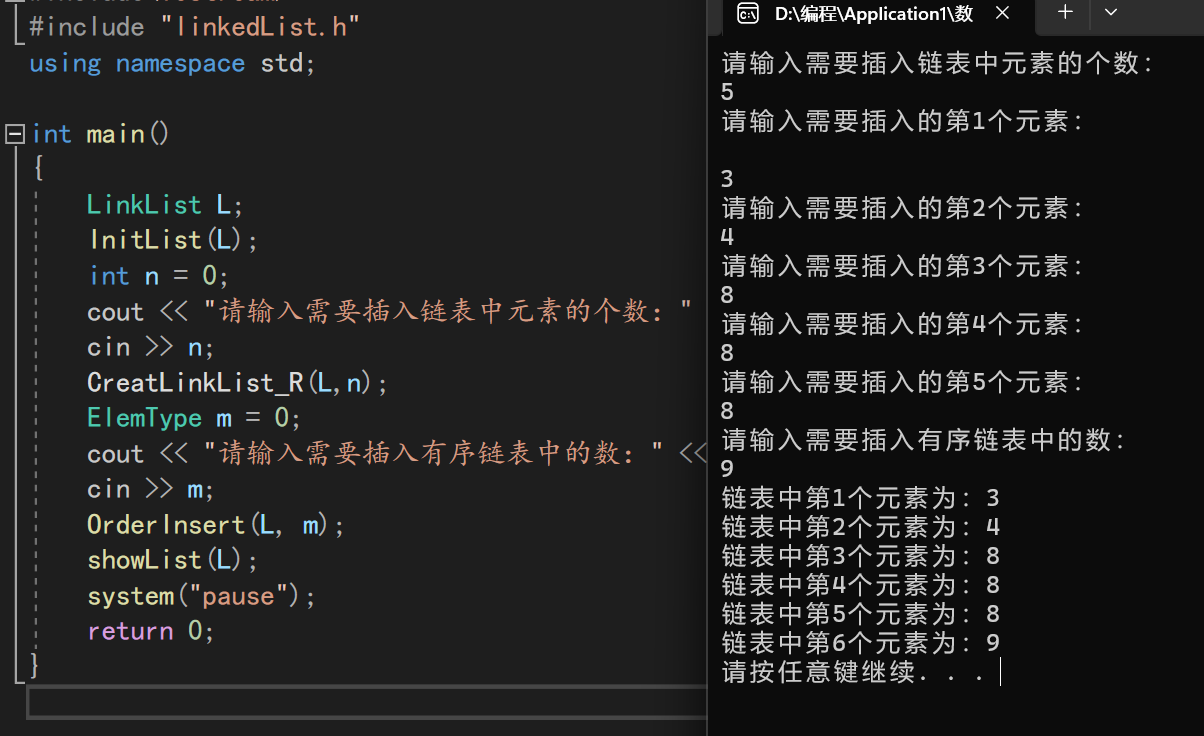 #include "linkedList.h"
using namespace std;
int main()
{
LinkList L;
InitList(L);
int n = 0;
cout << "请输入需要插入链表中元素的个数："
cin >> n;
CreatLinkList_R(L,n);
ElemType m = 0;
cout << "请输入需要插入有序链表中的数：" <<
cin >> m;
OrderInsert(L, m);
showList(L);
system("pause");
return 0;
}
D:\编程\Application1\数
请输入需要插入链表中元素的个数：
5
请输入需要插入的第1个元素：
3
请输入需要插入的第2个元素：
4
请输入需要插入的第3个元素：
8
请输入需要插入的第4个元素：
8
请输入需要插入的第5个元素：
8
请输入需要插入有序链表中的数：
9
链表中第1个元素为：3
链表中第2个元素为：4
链表中第3个元素为：8
链表中第4个元素为：8
链表中第5个元素为：8
链表中第6个元素为：9
请按任意键继续. . .